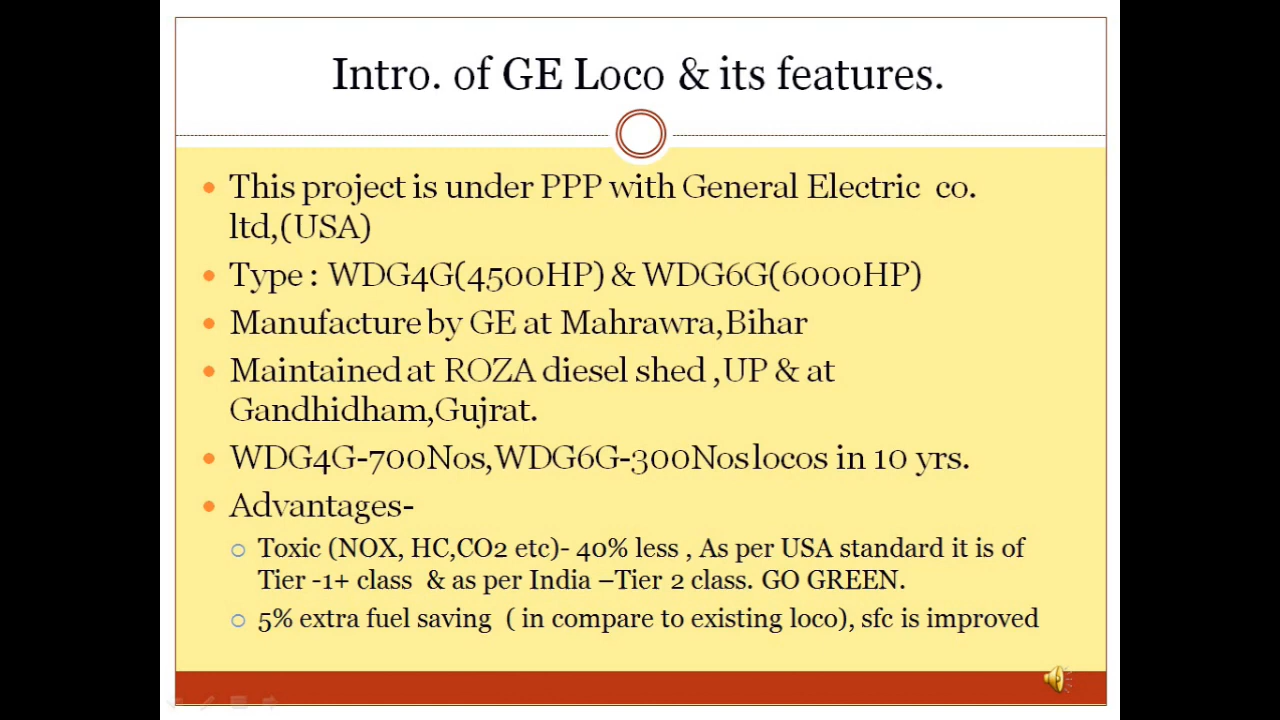 Intro. of GE Loco & its features.
This project is under PPP with General Electric co.
ltd,(USA)
Type : WDG4G(4500HP) & WDG6G(6000HP)
Manufacture by GE at Mahrawra,Bihar
Maintained at ROZA diesel shed ,UP & at
Gandhidham,Gujrat.
WDG4G-700Nos,WDG6G-300Nos locos in 10 yrs.
Advantages-
Toxic (NOX, HC,CO2 etc)- 40% less , As per USA standard it is of
Tier -1+ class & as per India –Tier 2 class. GO GREEN.
5% extra fuel saving ( in compare to existing loco), sfc is improved